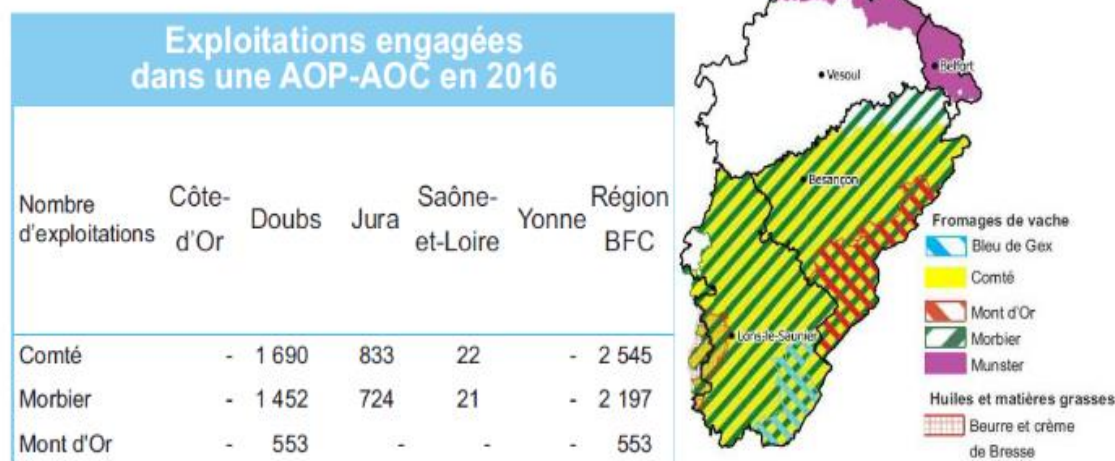 Exploitations engagées
dans une AOP-AOC en 2016
Nombre
d'exploitations
Côte-
d'Or
Doubs
Jura
Saône-
et-Loire
Yonne
Région
BFC
Comté - 1 690 833 22 - 2 545
Morbier - 1 452 724 21 - 2 197
Mont d'Or - 553 - - - 553
Vesoul
Belfort
Besançon
Lons-le-Saunier
Fromages de vache
Bleu de Gex
Comté
Mont d'Or
Morbier
Munster
Huiles et matières grasses
Beurre et crème
de Bresse